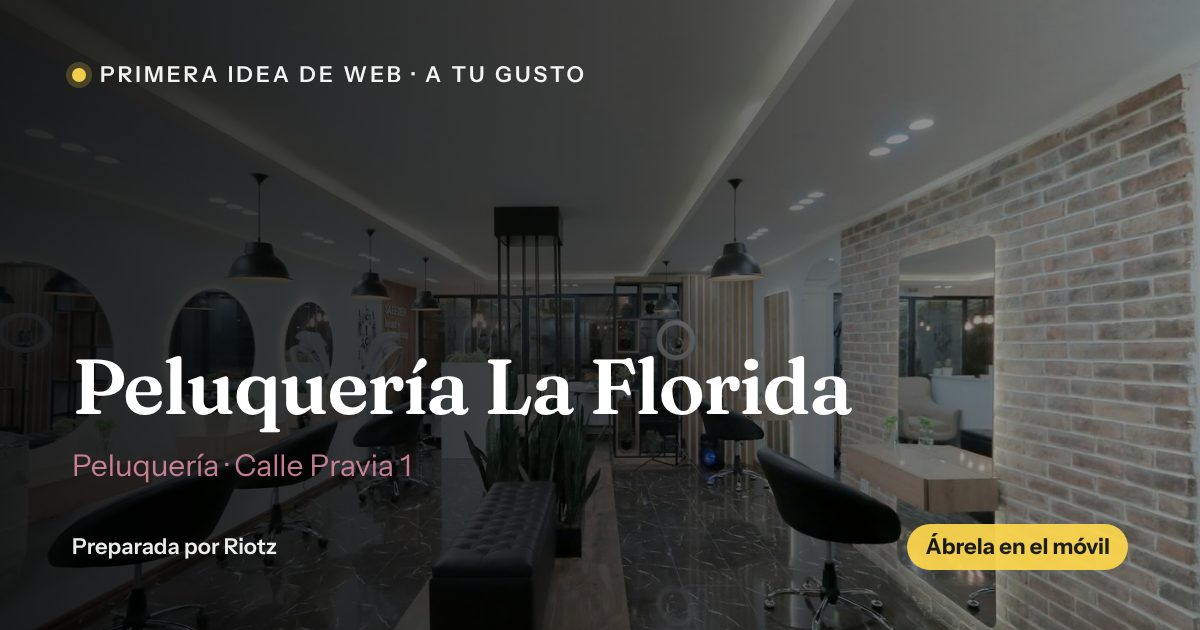 PRIMERA IDEA DE WEB · A TU GUSTO
Peluquería La Florida
Peluquería · Calle Pravia 1
Preparada por Riotz
Ábrela en el móvil